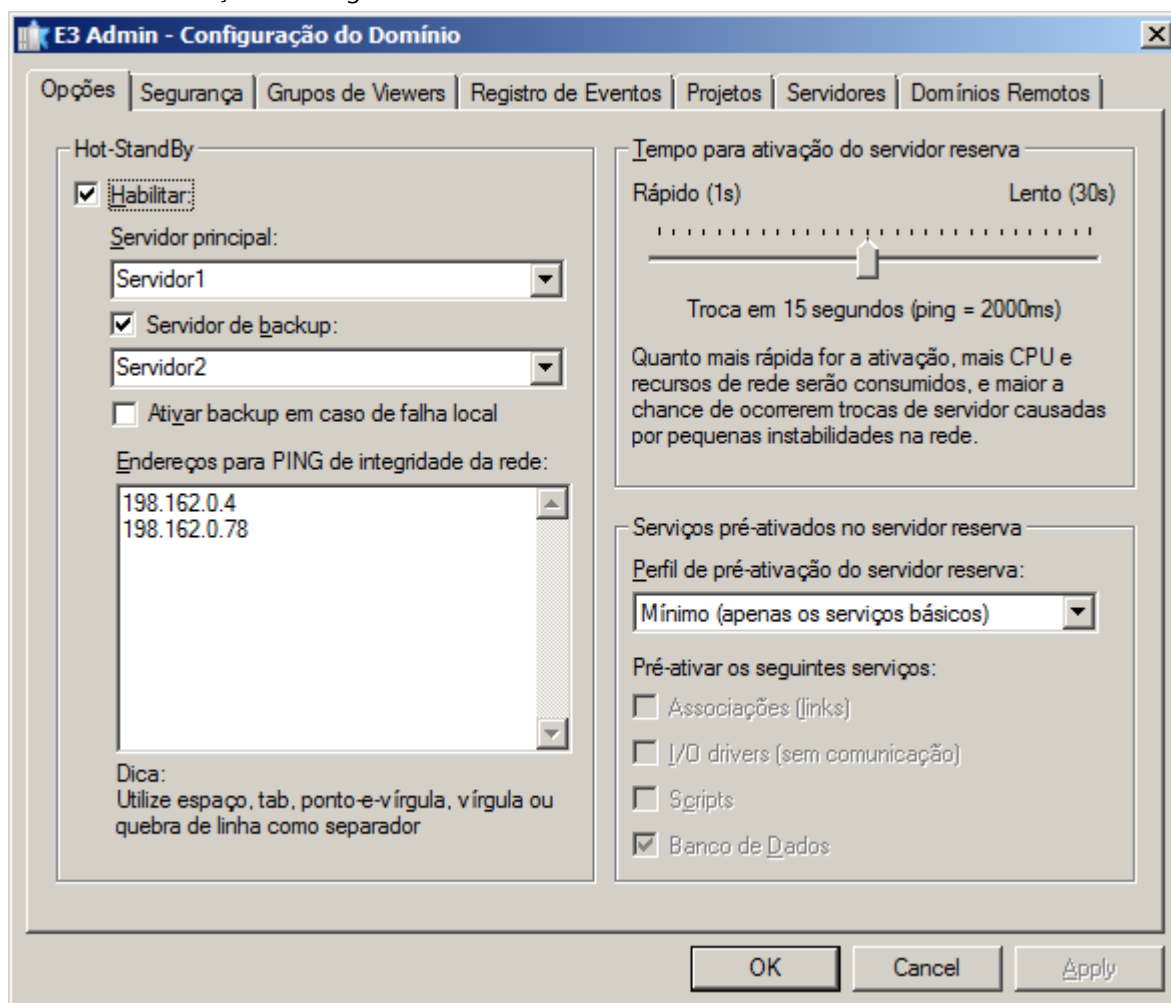 E3 Admin - Configuração do Domínio
Opções Segurança Grupos de Viewers Registro de Eventos Projetos Servidores Domínios Remotos
Hot-StandBy
Habilitar:
Servidor principal:
Servidor1
Servidor de backup:
Servidor2
Ativar backup em caso de falha local
Endereços para PING de integridade da rede:
198.162.0.4
198.162.0.78
Dica:
Utilize espaço, tab, ponto-e-vírgula, vírgula ou
quebra de linha como separador
Tempo para ativação do servidor reserva
Rápido (1s) Lento (30s)
Troca em 15 segundos (ping = 2000ms)
Quanto mais rápida for a ativação, mais CPU e
recursos de rede serão consumidos, e maior a
chance de ocorrerem trocas de servidor causadas
por pequenas instabilidades na rede.
Serviços pré-ativados no servidor reserva
Perfil de pré-ativação do servidor reserva:
Mínimo (apenas os serviços básicos)
Pré-ativar os seguintes serviços:
Associações (links)
I/O drivers (sem comunicação)
Scripts
Banco de Dados
OK Cancel Apply